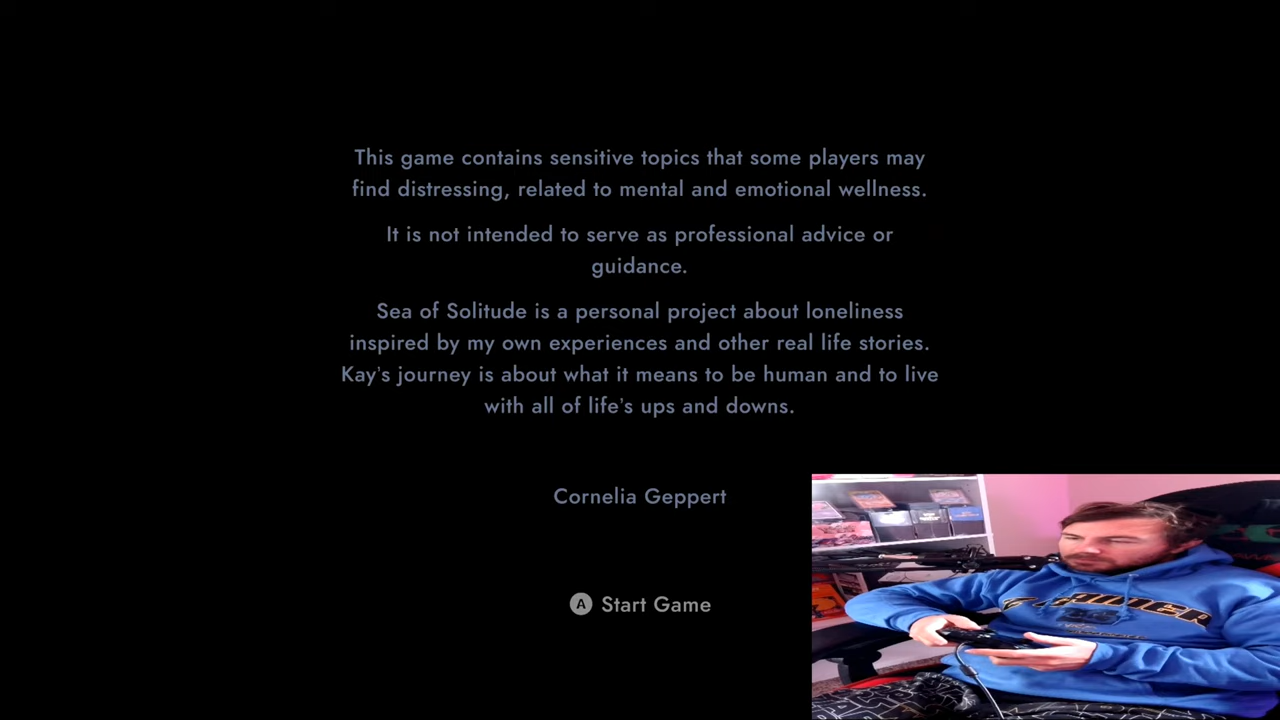 This game contains sensitive topics that some players may
find distressing, related to mental and emotional wellness.
It is not intended to serve as professional advice or
guidance.
Sea of Solitude is a personal project about loneliness
inspired by my own experiences and other real life stories.
Kay's journey is about what it means to be human and to live
with all of life's ups and downs.
Cornelia Geppert
A Start Game